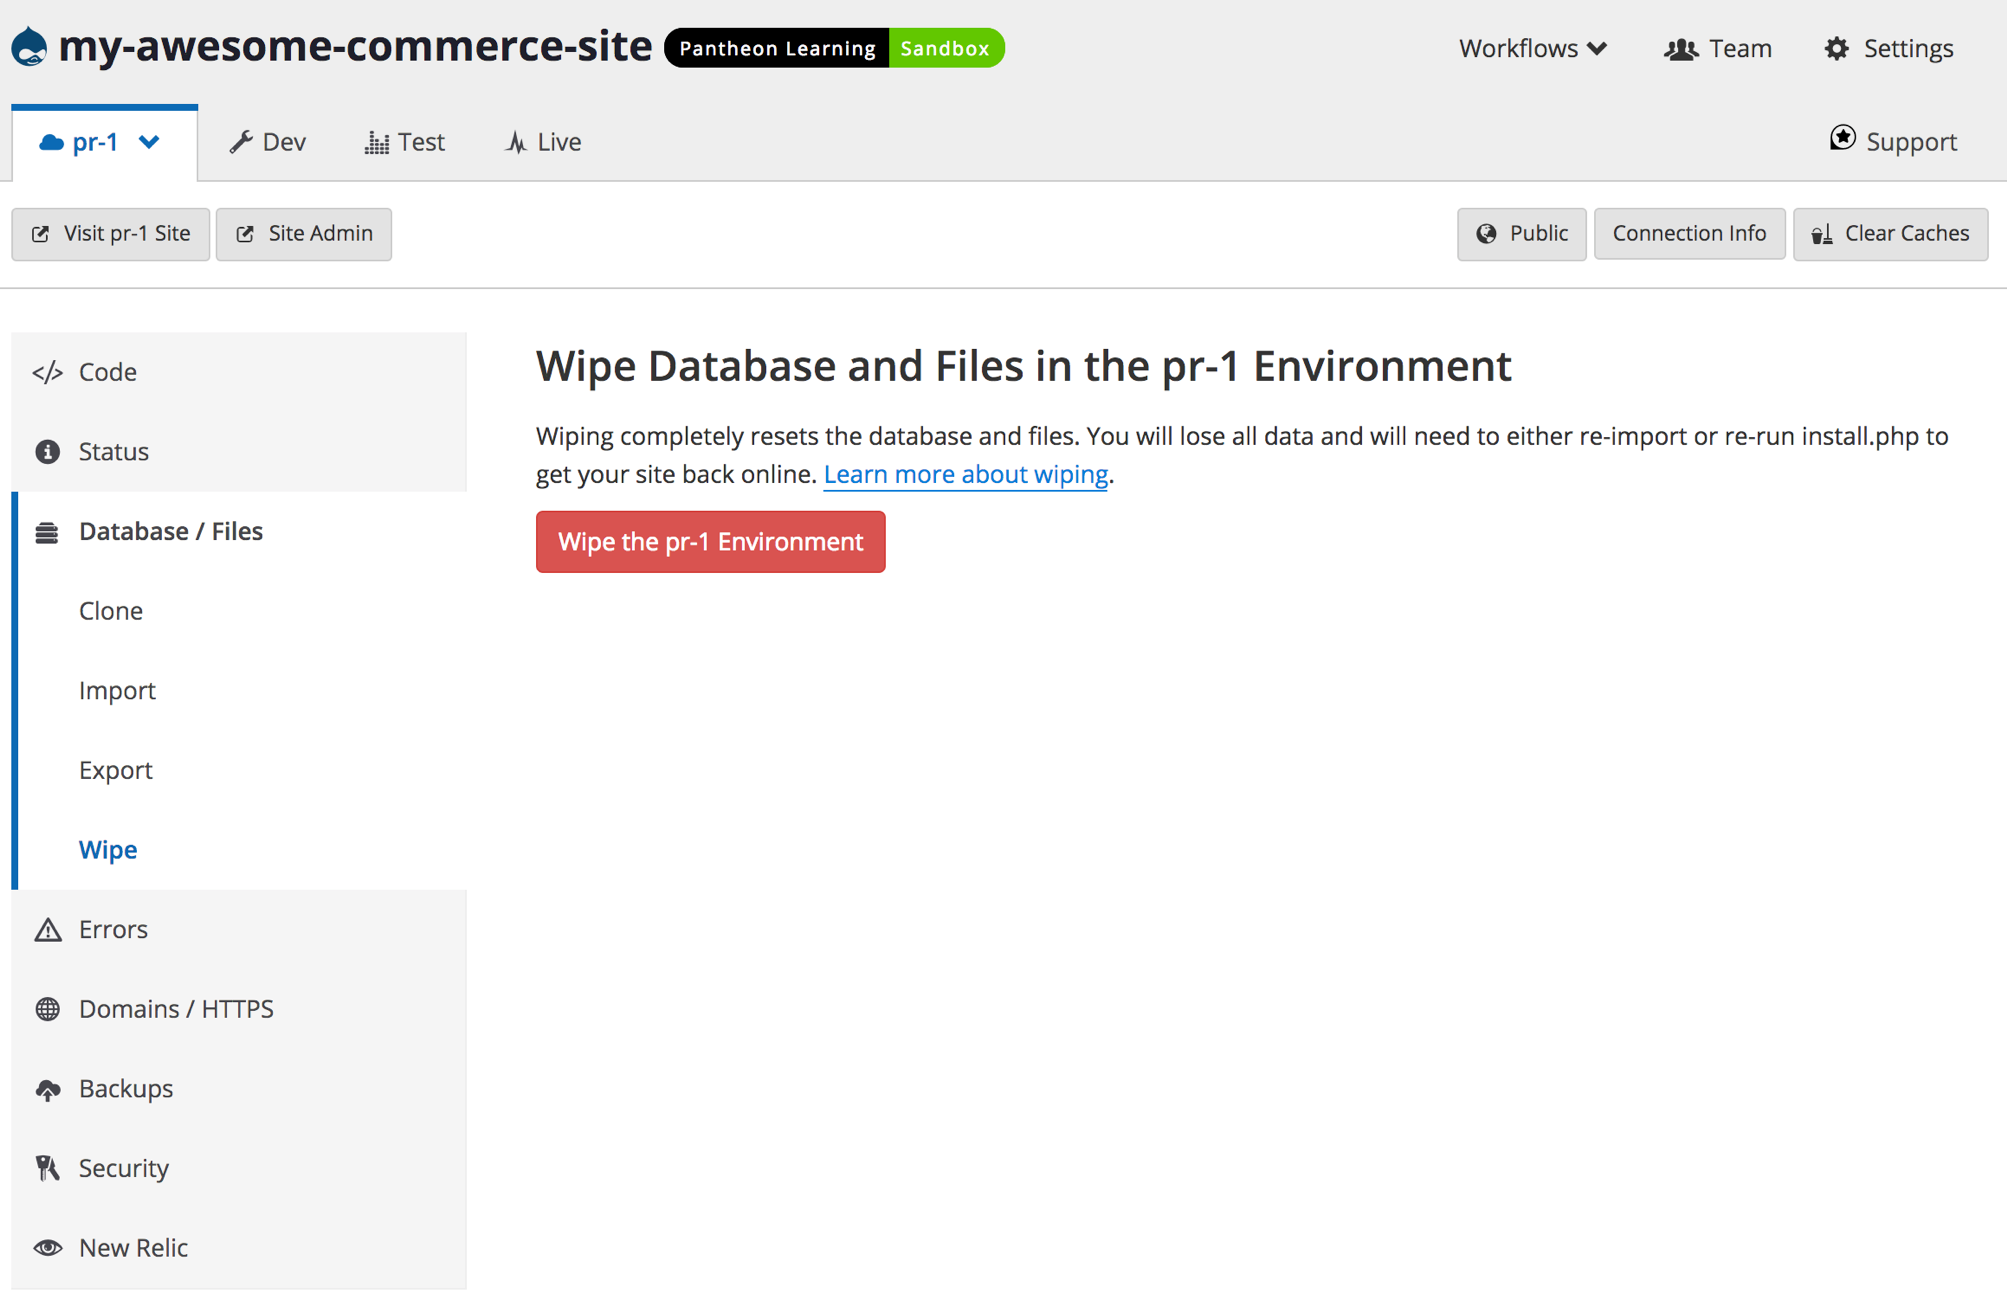 my-awesome-commerce-site Pantheon Learning Sandbox Workflows Team Settings
pr-1 Dev Test Live Support
Visit pr-1 Site Site Admin Public Connection Info Clear Caches
Code
Status
Database / Files
Clone
Import
Export
Wipe
Errors
Domains / HTTPS
Backups
Security
New Relic
Wipe Database and Files in the pr-1 Environment
Wiping completely resets the database and files. You will lose all data and will need to either re-import or re-run install.php to
get your site back online. Learn more about wiping.
Wipe the pr-1 Environment